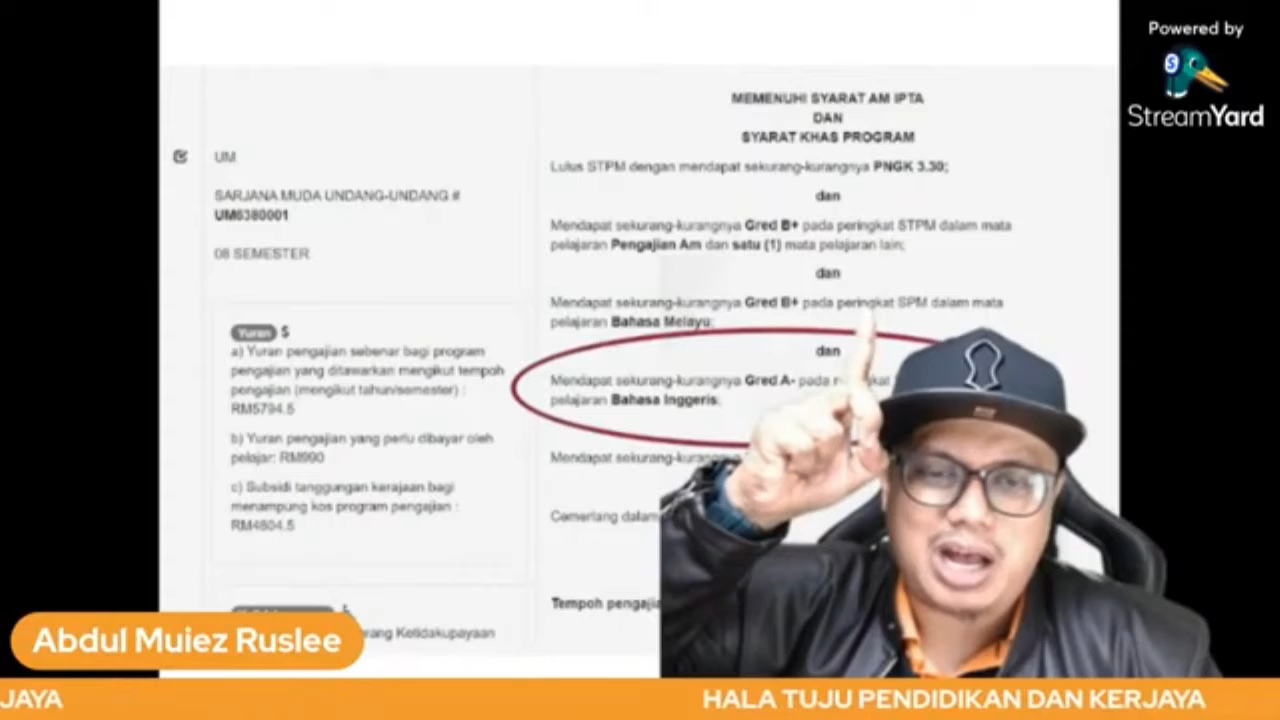 Powered by
StreamYard
MEMENUHI SYARAT AM IPTA
DAN
SYARAT KHAS PROGRAM
UM
SARJANA MUDA UNDANG-UNDANG #
UM6380001
08 SEMESTER
Yuran $
a) Yuran pengajian sebenar bagi program
pengajian yang ditawarkan mengikut tempoh
pengajian (mengikut tahun/semester) :
RM5794.5
b) Yuran pengajian yang perlu dibayar oleh
pelajar: RM990
c) Subsidi tanggungan kerajaan bagi
menampung kos program pengajian :
RM4804.5
Ketidakupayaan
Lulus STPM dengan mendapat sekurang-kurangnya PNGK 3.30;
dan
Mendapat sekurang-kurangnya Gred B+ pada peringkat STPM dalam mata
pelajaran Pengajian Am dan satu (1) mata pelajaran lain;
dan
Mendapat sekurang-kurangnya Gred B+ pada peringkat SPM dalam mata
pelajaran Bahasa Melayu;
dan
Mendapat sekurang-kurangnya Gred A- pada
pelajaran Bahasa Inggeris;
Mendapat sekurang-kurangnya
Cemerlang dalam
Tempoh
Abdul Muiez Ruslee
JAYA
HALA TUJU PENDIDIKAN DAN KERJAYA